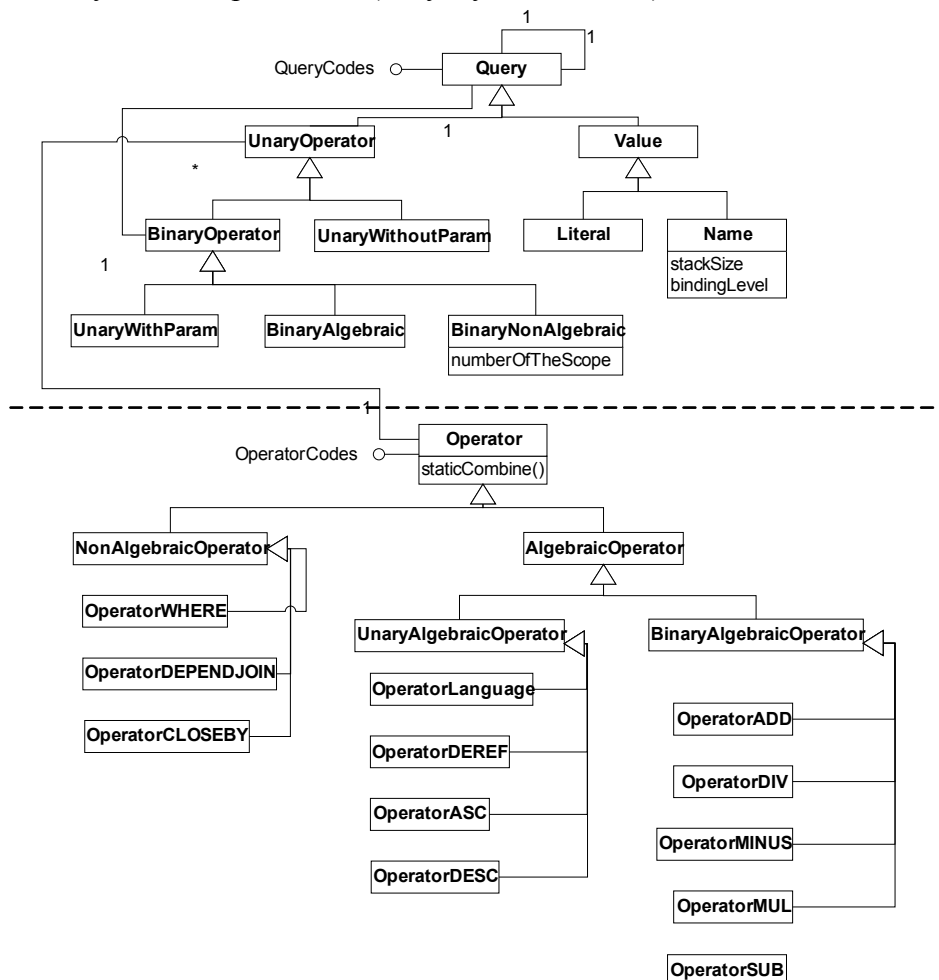 1
1
QueryCodes
Query
1
UnaryOperator
Value
*
BinaryOperator
UnaryWithoutParam
Literal
Name
stackSize
bindingLevel
1
UnaryWithParam
BinaryAlgebraic
BinaryNonAlgebraic
numberOfTheScope
1
Operator
OperatorCodes
staticCombine()
NonAlgebraicOperator
AlgebraicOperator
OperatorWHERE
UnaryAlgebraicOperator
BinaryAlgebraicOperator
OperatorDEPENDJOIN
OperatorLanguage
OperatorADD
OperatorCLOSEBY
OperatorDEREF
OperatorDIV
OperatorASC
OperatorMINUS
OperatorDESC
OperatorMUL
OperatorSUB